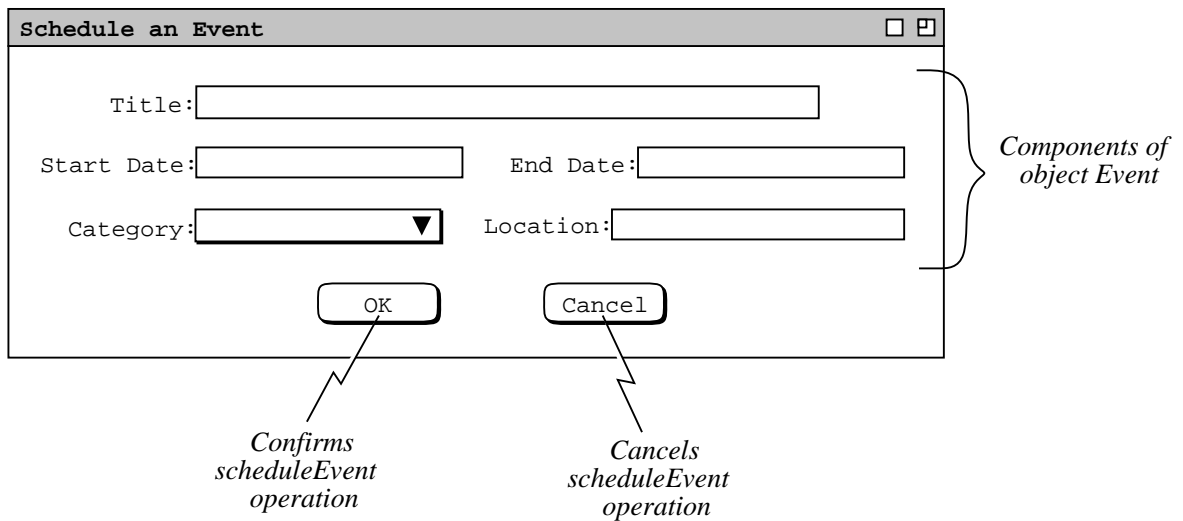 Schedule an Event
Title:
Start Date:
End Date:
Category:
Location:
OK
Cancel
Components of
object Event
Confirms
scheduleEvent
operation
Cancels
scheduleEvent
operation